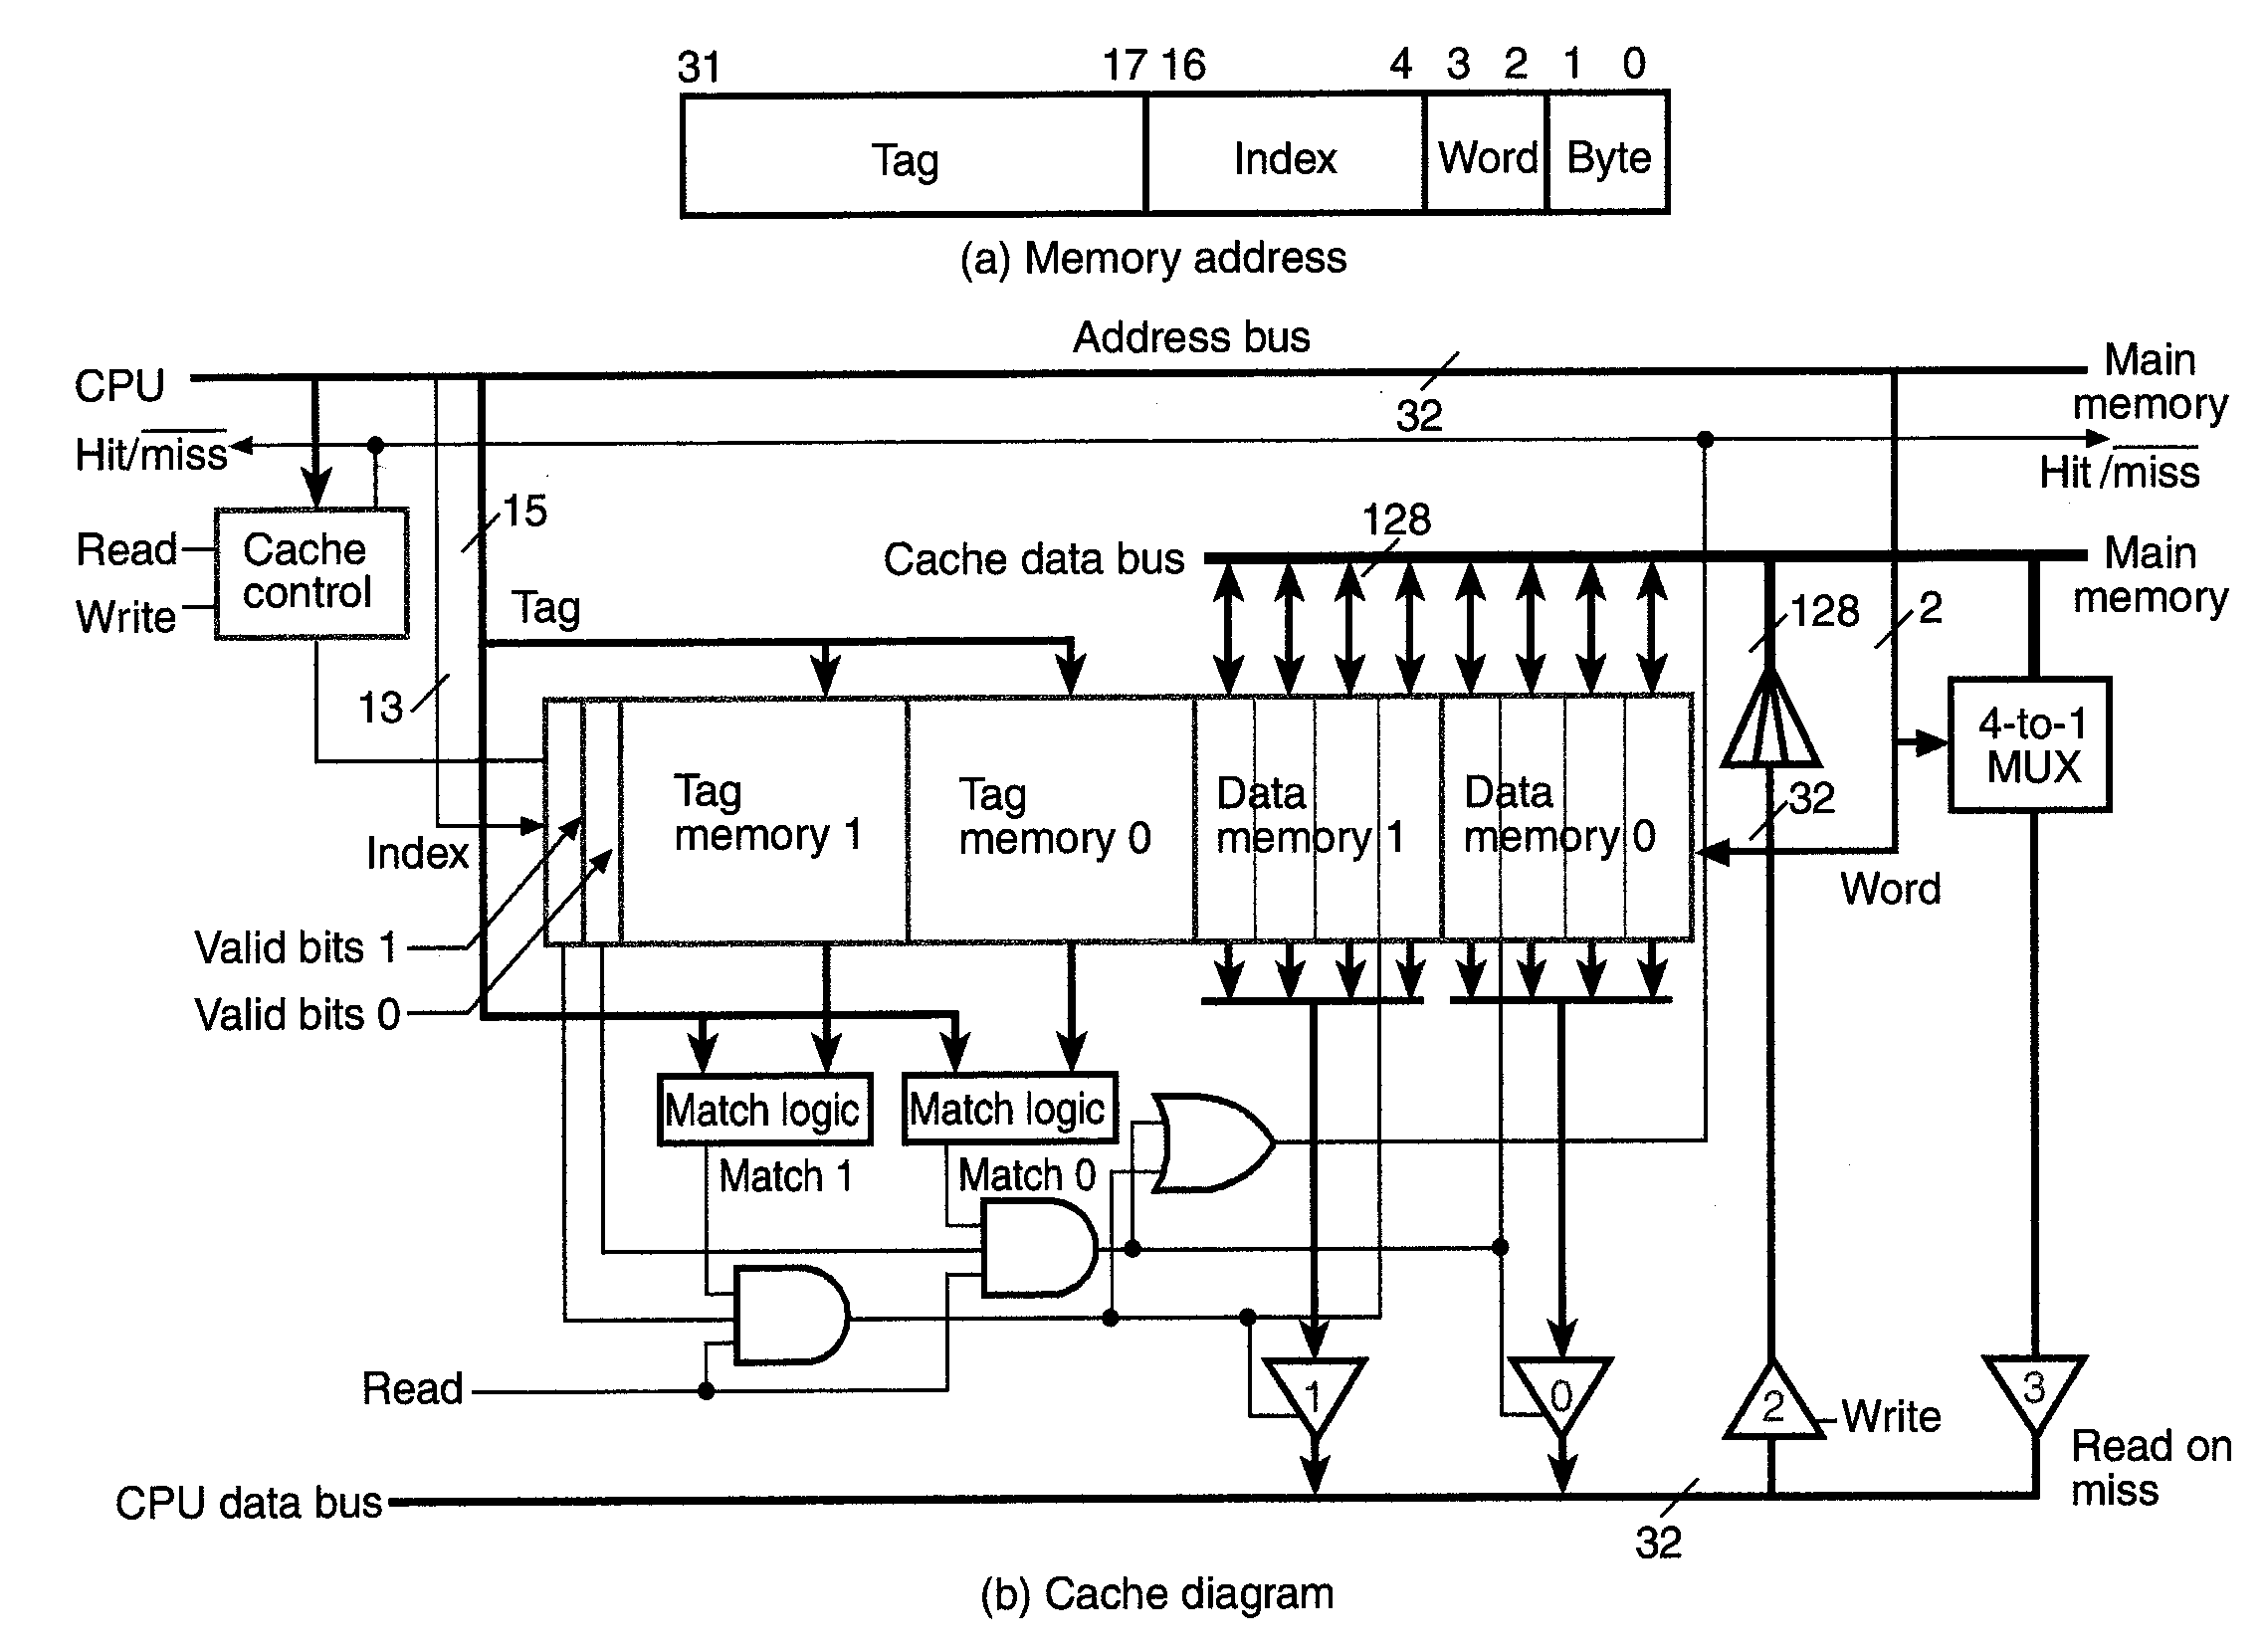 31 17 16 4 3 2 1 0
Tag Index Word Byte
(a) Memory address
Address bus
CPU
32
Main
memory
Hit/miss
Hit /miss
15
128
Read
Write
Cache
control
Cache data bus
Main
memory
Tag
128
2
13
4-to-1
MUX
Tag
memory 1
Tag
memory 0
Data
memory 1
Data
memory 0
32
Index
Word
Valid bits 1
Valid bits 0
Match logic
Match logic
Match 1
Match 0
Read
1
0
2
Write
3
Read on
miss
CPU data bus
32
(b) Cache diagram